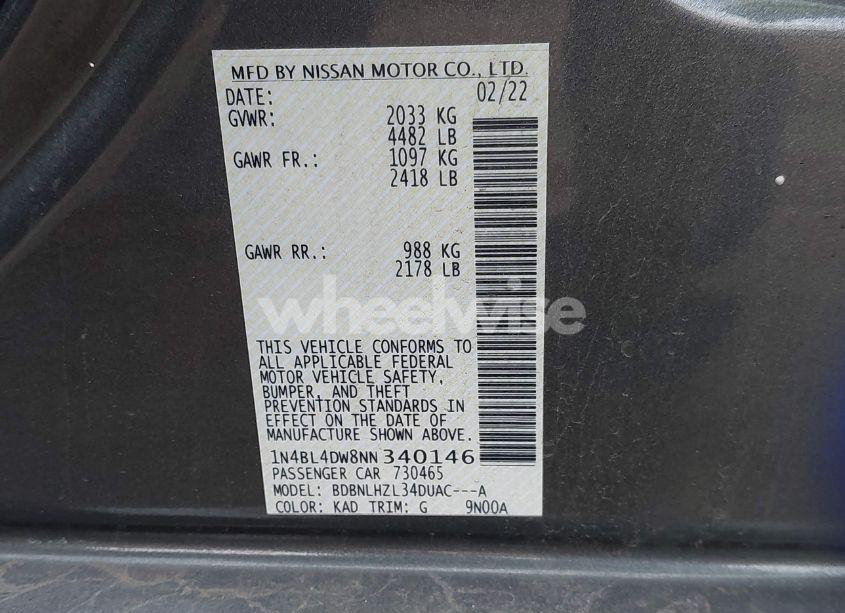 MFD BY NISSAN MOTOR CO., LTD.
DATE: 02/22
GVWR: 2033 KG
4482 LB
GAWR FR.: 1097 KG
2418 LB
GAWR RR.: 988 KG
2178 LB
wheelwise
THIS VEHICLE CONFORMS TO
ALL APPLICABLE FEDERAL
MOTOR VEHICLE SAFETY,
BUMPER, AND THEFT
PREVENTION STANDARDS IN
EFFECT ON THE DATE OF
MANUFACTURE SHOWN ABOVE.
1N4BL4DW8NN340146
PASSENGER CAR 730465
MODEL: BDBNLHZL34DUAC---A
COLOR: KAD TRIM: G 9N00A